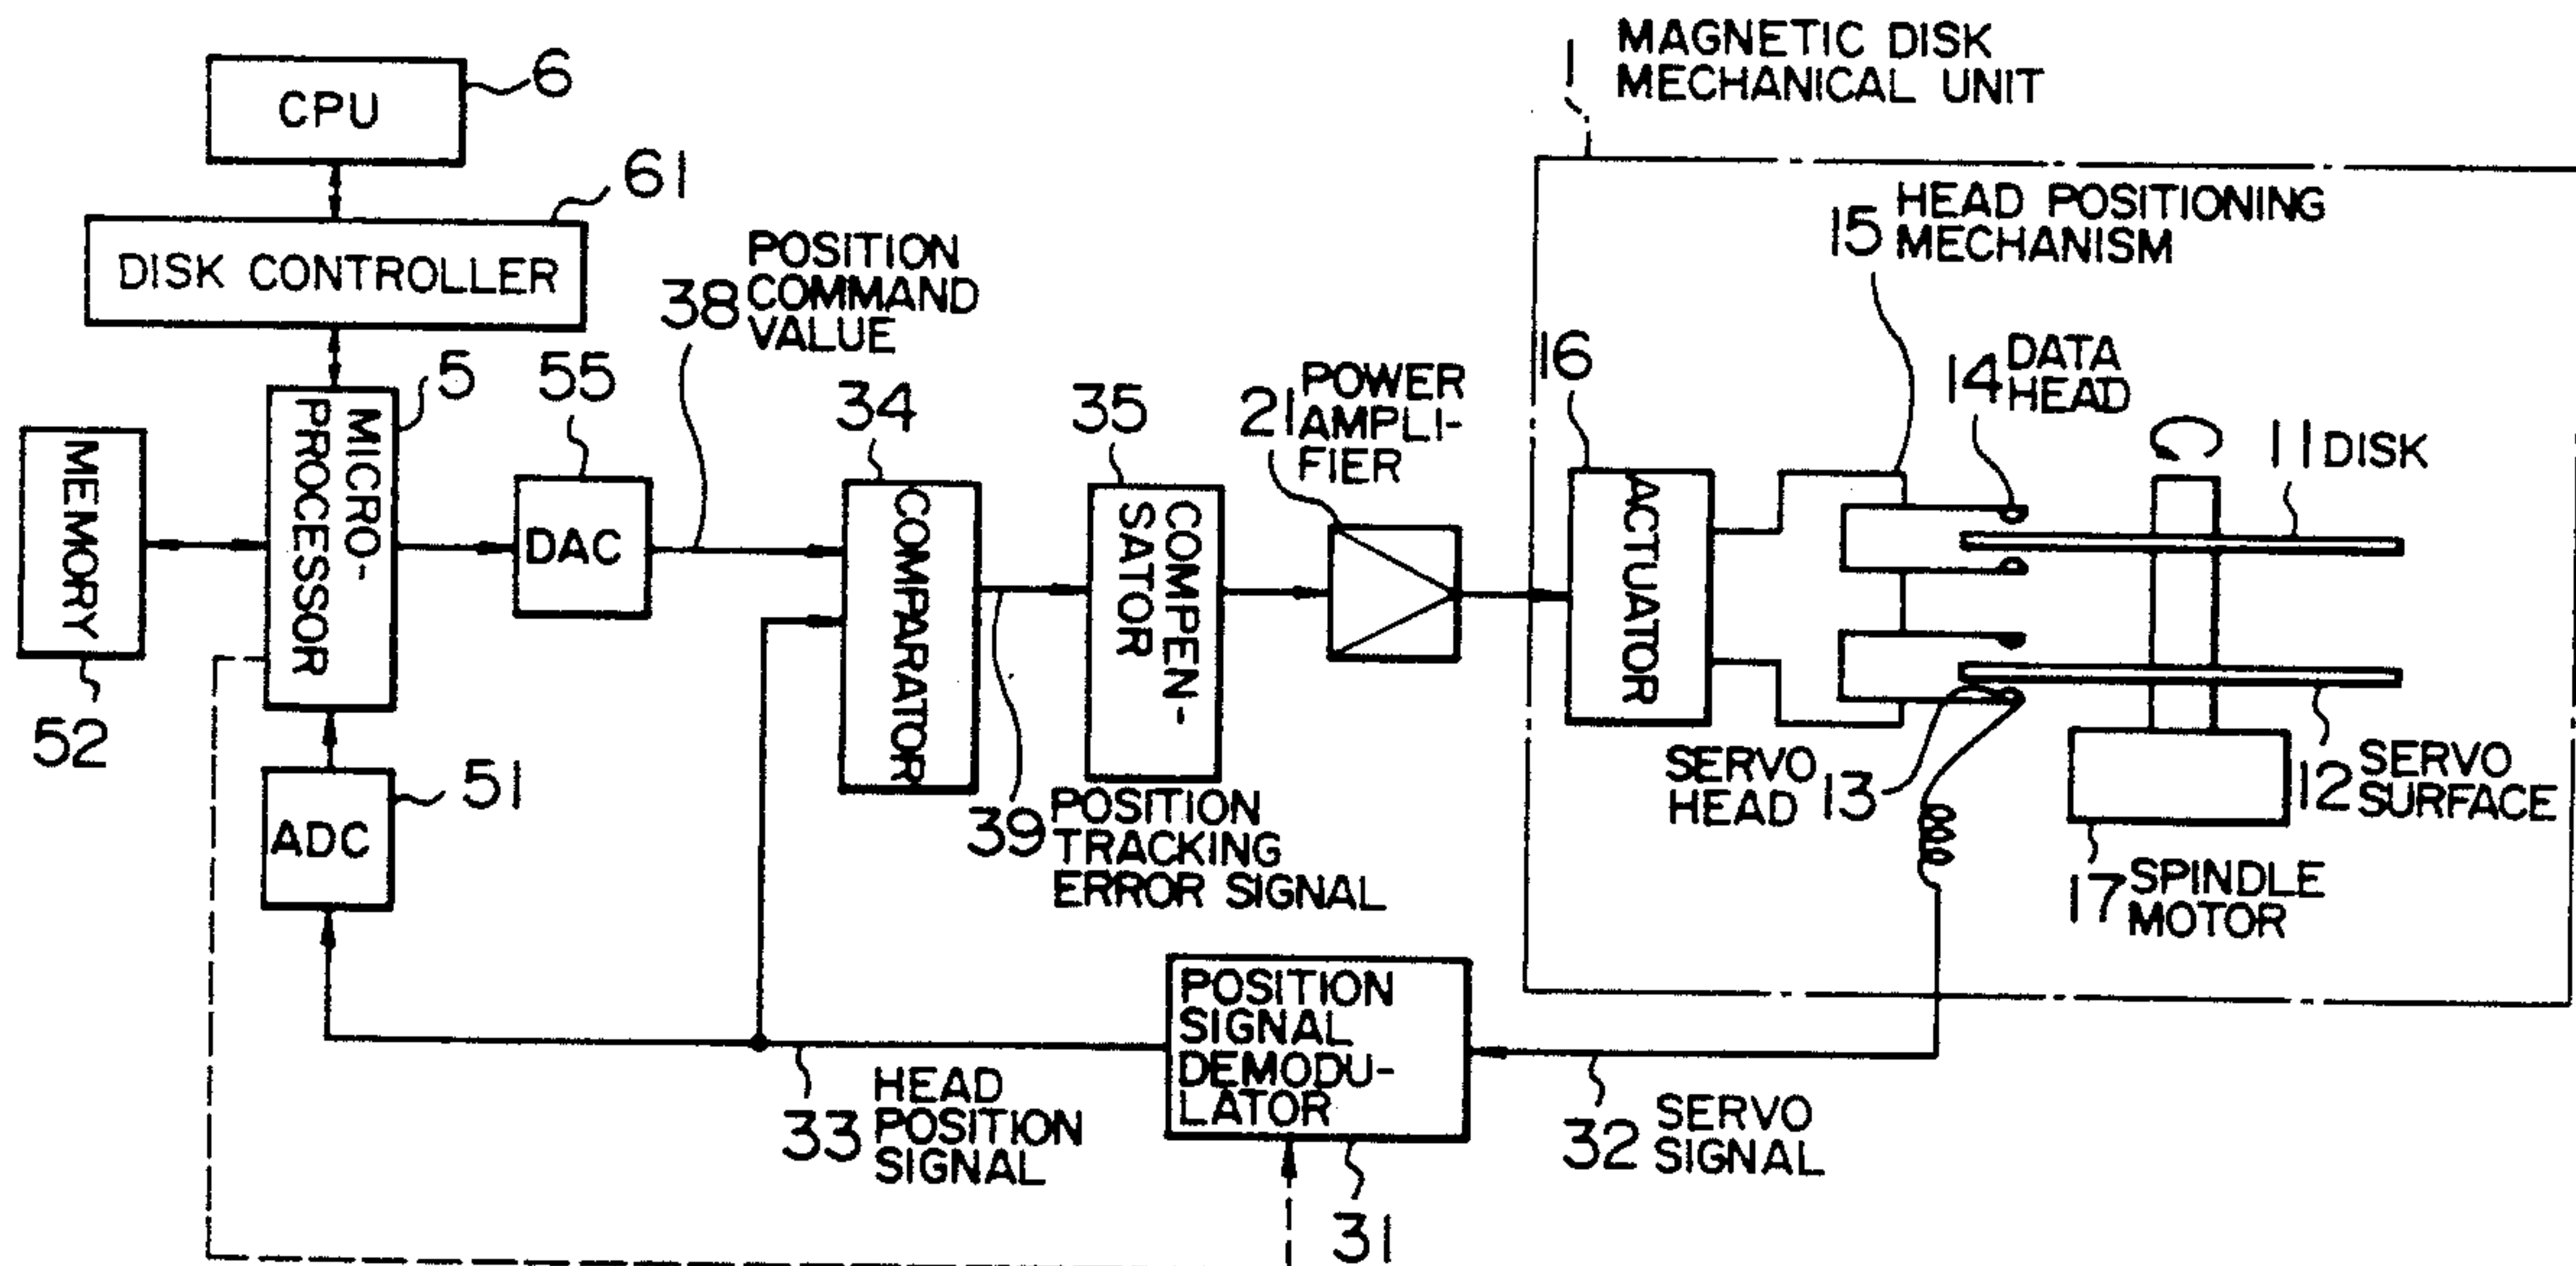 1 MAGNETIC DISK
MECHANICAL UNIT
CPU
6
61
DISK CONTROLLER
MICRO-
PROCESSOR
5
MEMORY
52
55
DAC
38 POSITION
COMMAND
VALUE
34
COMPARATOR
35
COMPEN-
SATOR
21 POWER
AMPLI-
FIER
16
ACTUATOR
15 HEAD POSITIONING
MECHANISM
14 DATA
HEAD
11 DISK
SERVO
HEAD 13
12 SERVO
SURFACE
17 SPINDLE
MOTOR
ADC
51
39 POSITION
TRACKING
ERROR SIGNAL
POSITION
SIGNAL
DEMODU-
LATOR
31
33 HEAD
POSITION
SIGNAL
32 SERVO
SIGNAL